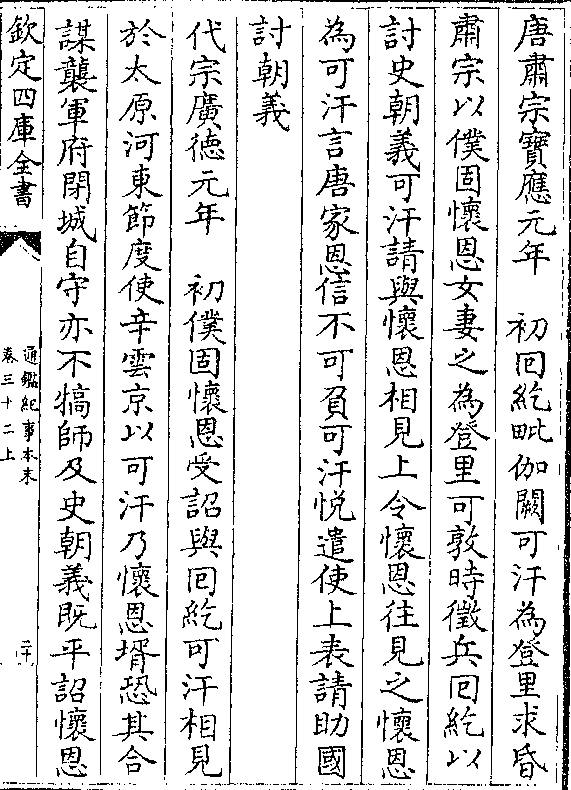 唐肅宗寶應元年　初回紇毗伽闕可汗為登里求昏
肅宗以僕固懷恩女妻之為登里可敦時徵兵回紇以
討史朝義可汗請與懷恩相見上令懷恩往見之懷恩
為可汗言唐家恩信不可負可汗悅遣使上表請助國
討朝義
代宗廣德元年　初僕固懷恩受詔與回紇可汗相見
於太原河東節度使辛雲京以可汗乃懷恩壻恐其合
謀襲軍府閉城自守亦不犒師及史朝義既平詔懷恩
欽定四庫全書
通鑑紀事本末
卷三十二上
二十